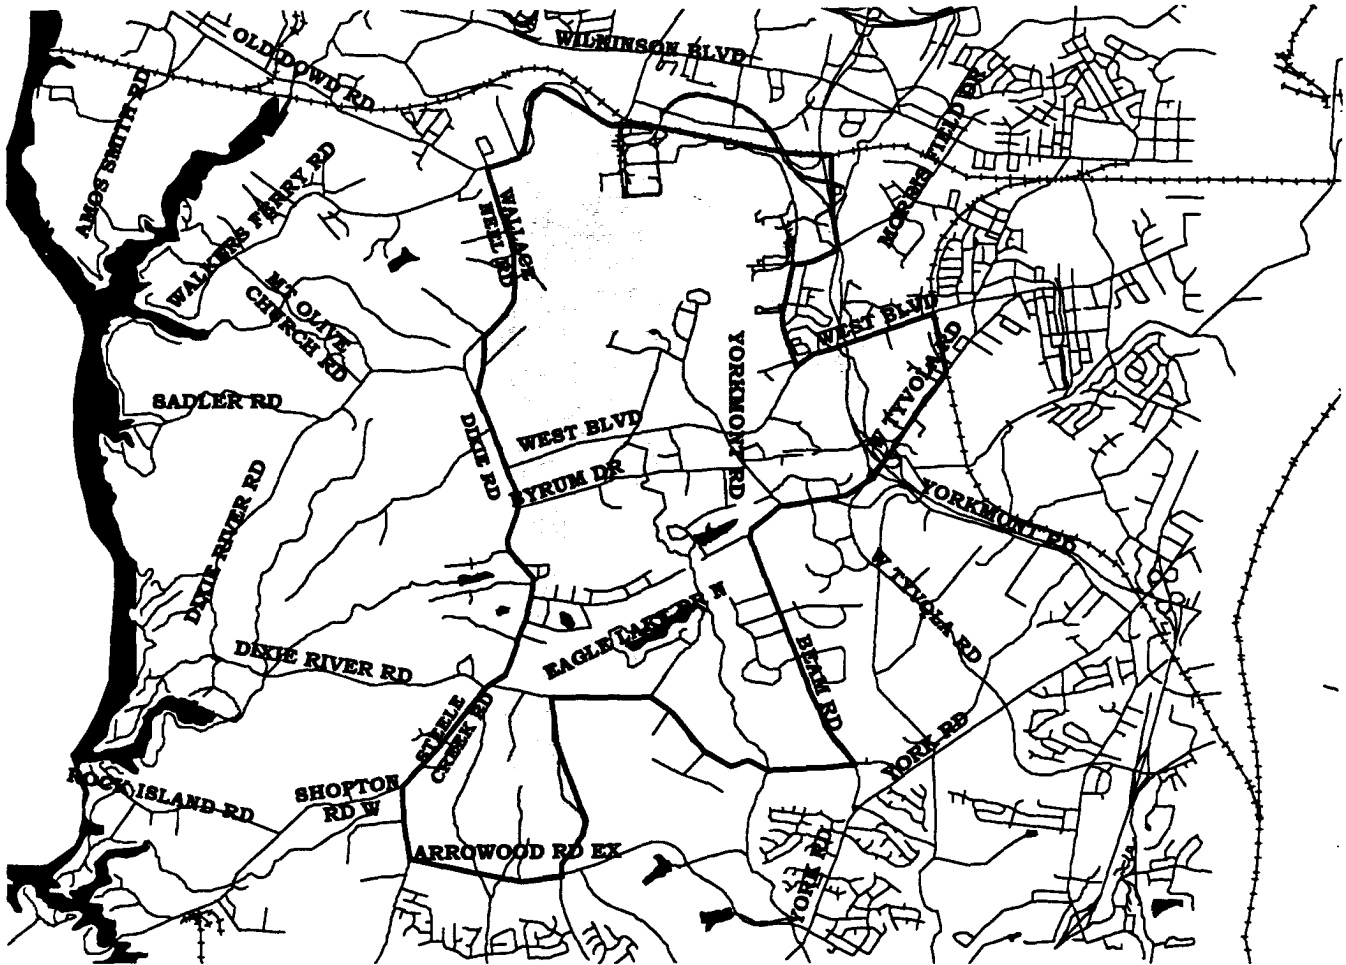 WILKINSON BLVD
OLD DOWD RD
AMOS SMITH RD
MORRIS FIELD DR
WALKERS FERRY RD
WALLACE
NEEL RD
MT OLIVE
CHURCH RD
WEST BLVD
YORKMONT RD
W TYVOLA RD
SADLER RD
DIXIE RD
WEST BLVD
BYRUM DR
DIXIE RIVER RD
YORKMONT RD
W TYVOLA RD
EAGLE LAKE DR N
DIXIE RIVER RD
BEAM RD
STEELE
CREEK RD
YORK RD
ROCK ISLAND RD
SHOPTON
RD W
ARROWOOD RD EX
YORK RD